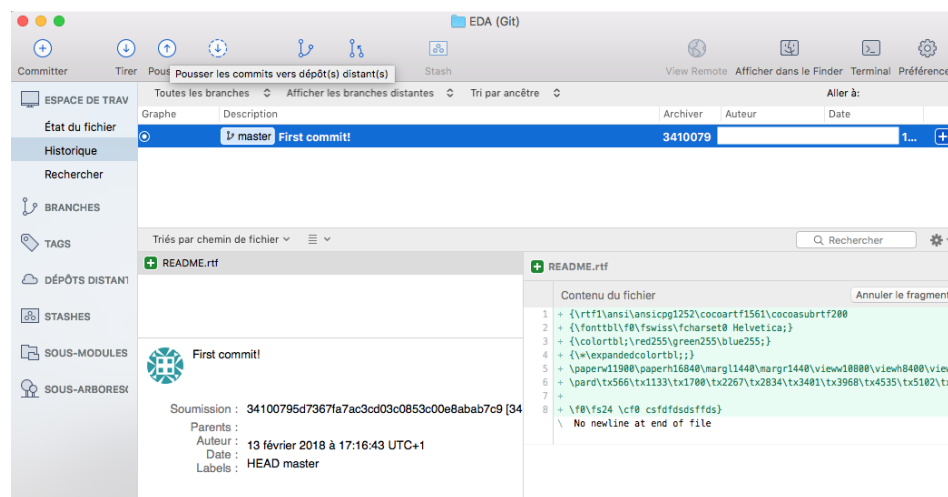 EDA (Git)
Committer
Tirer
Pous
Stash
View Remote
Afficher dans le Finder
Terminal
Préférence
Pousser les commits vers dépôt(s) distant(s)
ESPACE DE TRAV
État du fichier
Historique
Rechercher
BRANCHES
TAGS
DÉPÔTS DISTANT
STASHES
SOUS-MODULES
SOUS-ARBORES
Toutes les branches
Afficher les branches distantes
Tri par ancêtre
Aller à:
Graphe
Description
Archiver
Auteur
Date
master
First commit!
3410079
1...
Triés par chemin de fichier
Rechercher
README.rtf
First commit!
Soumission : 34100795d7367fa7ac3cd03c0853c00e8abab7c9 [34
Parents :
Auteur :
Date : 13 février 2018 à 17:16:43 UTC+1
Labels : HEAD master
README.rtf
Contenu du fichier
Annuler le fragment
1 + {\rtf1\ansi\ansicpg1252\cocoartf1561\cocoasubrtf200
2 + {\fonttbl\f0\fswiss\fcharset0 Helvetica;}
3 + {\colortbl;\red255\green255\blue255;}
4 + {\*\expandedcolortbl;;}
5 + \paperw11900\paperh16840\margl1440\margr1440\vieww10800\viewh8400\view
6 + \pard\tx566\tx1133\tx1700\tx2267\tx2834\tx3401\tx3968\tx4535\tx5102\tx
7 +
8 + \f0\fs24 \cf0 csfdfdsdsffds}
\ No newline at end of file